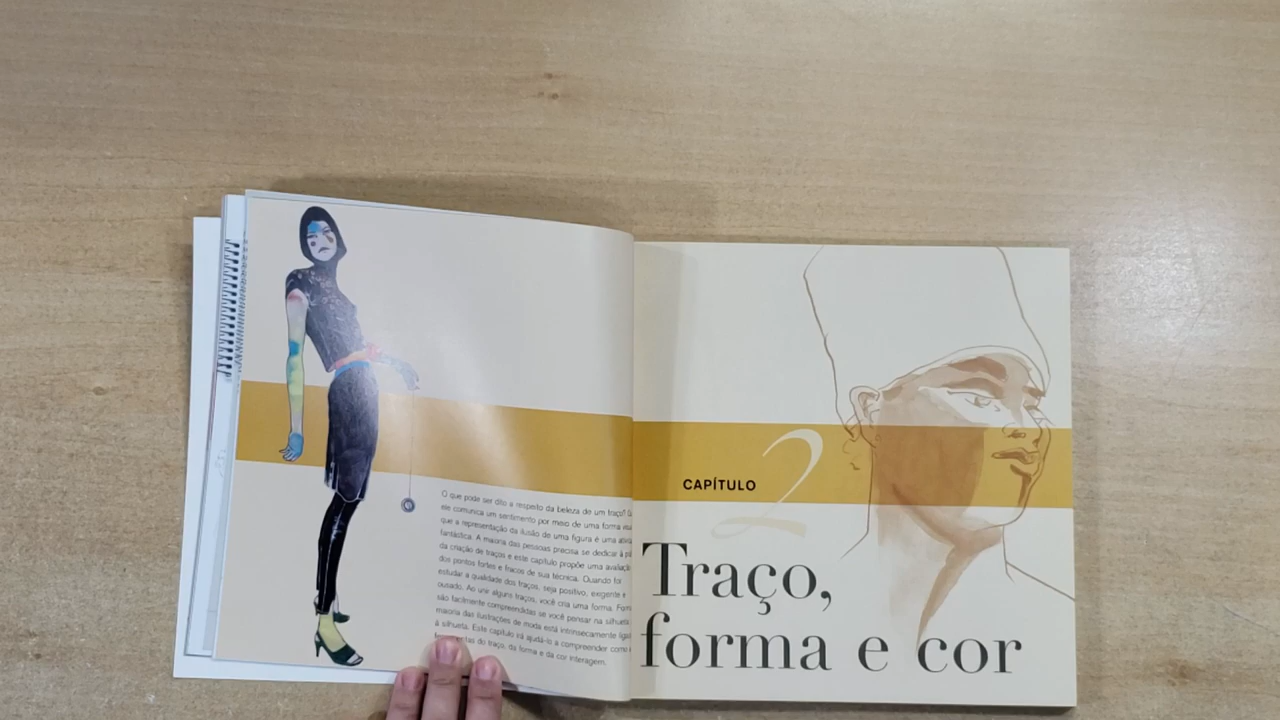 O que pode ser dito a respeito da beleza de um traço?
ele comunica um sentimento por meio de uma forma
que a representação da ilusão de uma figura é uma
fantástica. A maioria das pessoas precisa se dedicar à
da criação de traços e este capítulo propõe uma avaliação
dos pontos fortes e fracos de sua técnica. Quando for
estudar a qualidade dos traços, seja positivo, exigente e
ousado. Ao unir alguns traços, você cria uma forma.
são facilmente compreendidas se você pensar na silhueta
maioria das ilustrações de moda está intrinsecamente
à silhueta. Este capítulo irá ajudá-lo a compreender como
do traço, da forma e da cor interagem.
CAPÍTULO
2
Traço,
forma e cor